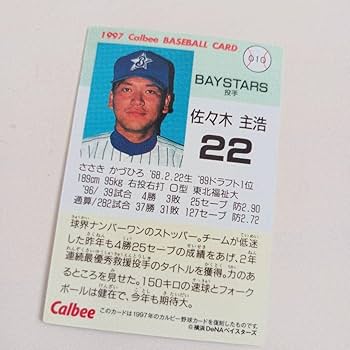 1997 Calbee BASEBALL CARD
010
BAYSTARS
投手
佐々木 主浩
22
ささき かづひろ '68.2.22生 '89ドラフト1位
189cm 95kg 右投右打 O型 東北福祉大
'96/ 39試合 4勝 3敗 25セーブ 防2.90
通算/282試合 37勝 31敗 127セーブ 防2.72
球界ナンバーワンのストッパー。チームが低迷
した昨年も4勝25セーブの成績をあげ、2年
連続最優秀救援投手のタイトルを獲得。力の
あるところを見せた。150キロの速球とフォーク
ボールは健在で、今年も期待大。
Calbee
このカードは1997年のカルビー野球カードを復刻したものです。
©横浜DeNAベイスターズ